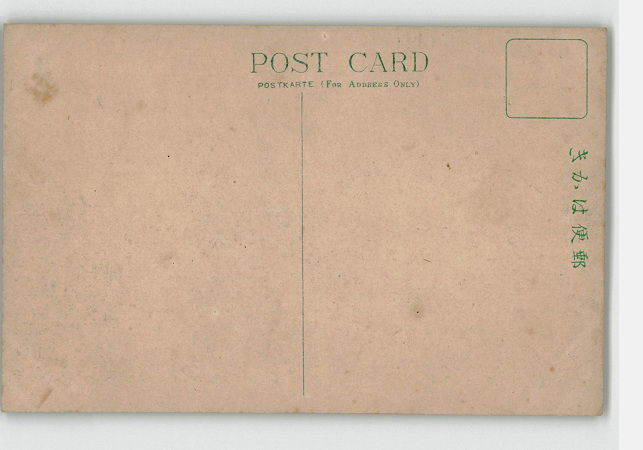 POST CARD
POSTKARTE (FOR ADDRESS ONLY)
郵便はかき